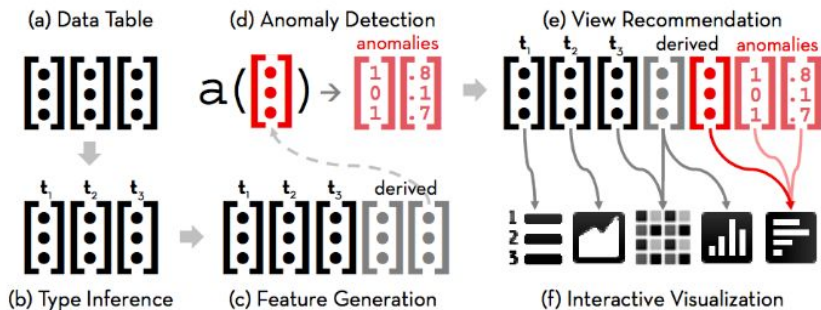 (a) Data Table
(d) Anomaly Detection
(e) View Recommendation
anomalies
a( ) → 1 0 1 .8 .1 .7
t1 t2 t3 derived anomalies
1 0 1 .8 .1 .7
t1 t2 t3
t1 t2 t3 derived
1
2
3
(b) Type Inference
(c) Feature Generation
(f) Interactive Visualization